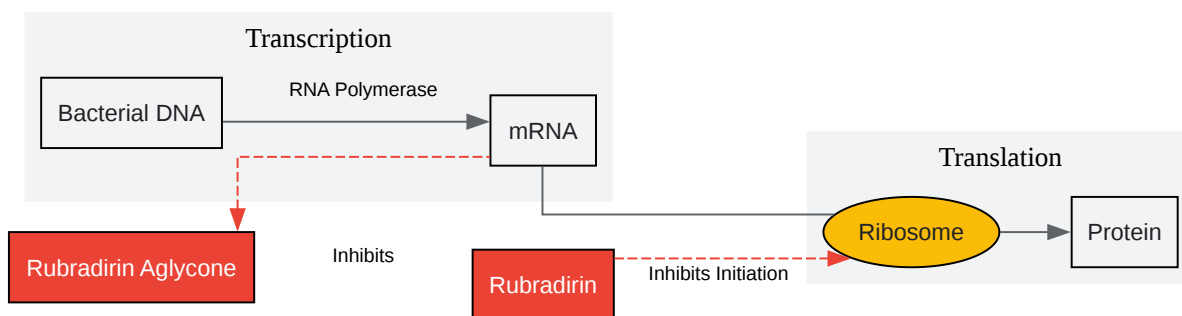 Transcription
Bacterial DNA
RNA Polymerase
mRNA
Translation
Ribosome
Protein
Rubradirin Aglycone
Inhibits
Rubradirin
Inhibits Initiation